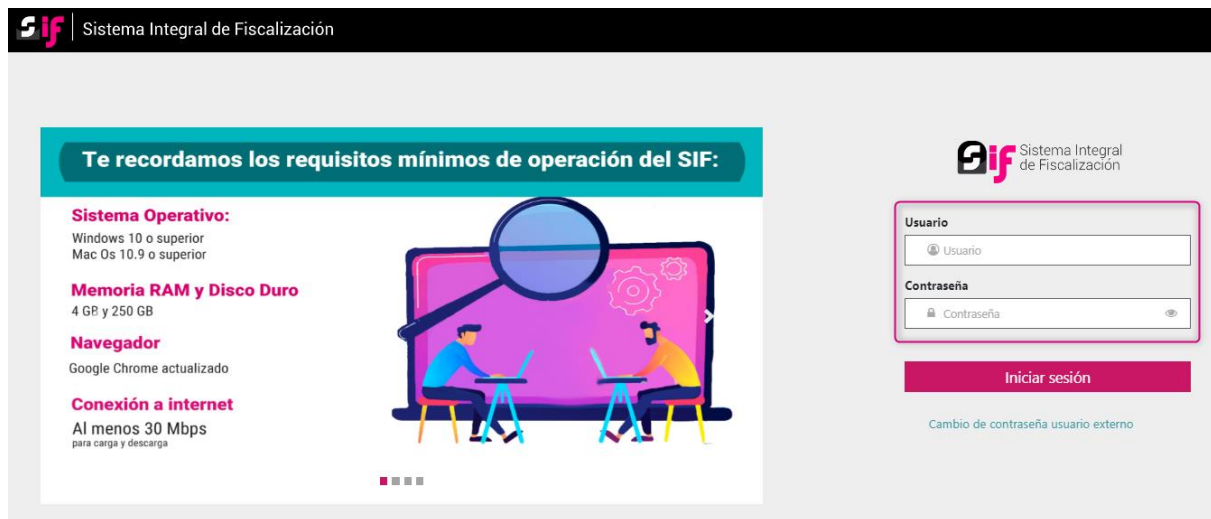 Sif Sistema Integral de Fiscalización
Te recordamos los requisitos mínimos de operación del SIF:
Sistema Operativo:
Windows 10 o superior
Mac Os 10.9 o superior
Memoria RAM y Disco Duro
4 GB y 250 GB
Navegador
Google Chrome actualizado
Conexión a internet
Al menos 30 Mbps
para carga y descarga
Sif Sistema Integral
de Fiscalización
Usuario
Usuario
Contraseña
Contraseña
Iniciar sesión
Cambio de contraseña usuario externo